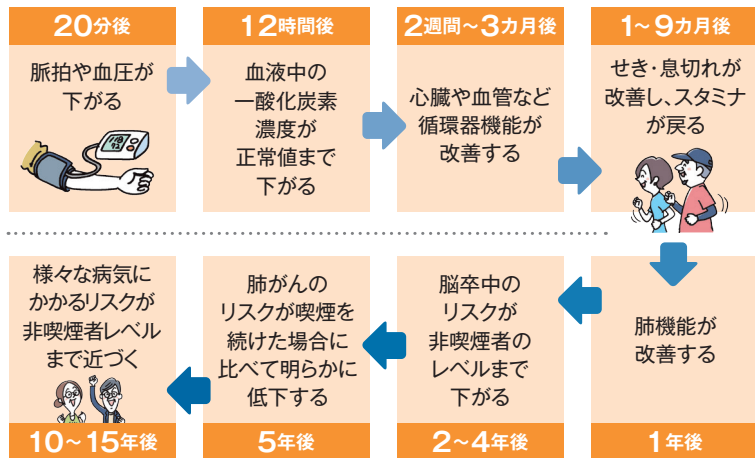 20分後
脈拍や血圧が
下がる
12時間後
血液中の
一酸化炭素
濃度が
正常値まで
下がる
2週間〜3カ月後
心臓や血管など
循環器機能が
改善する
1〜9カ月後
せき・息切れが
改善し、スタミナ
が戻る
肺機能が
改善する
1年後
脳卒中の
リスクが
非喫煙者の
レベルまで
下がる
2〜4年後
肺がんの
リスクが喫煙を
続けた場合に
比べて明らかに
低下する
5年後
様々な病気に
かかるリスクが
非喫煙者レベル
まで近づく
10〜15年後